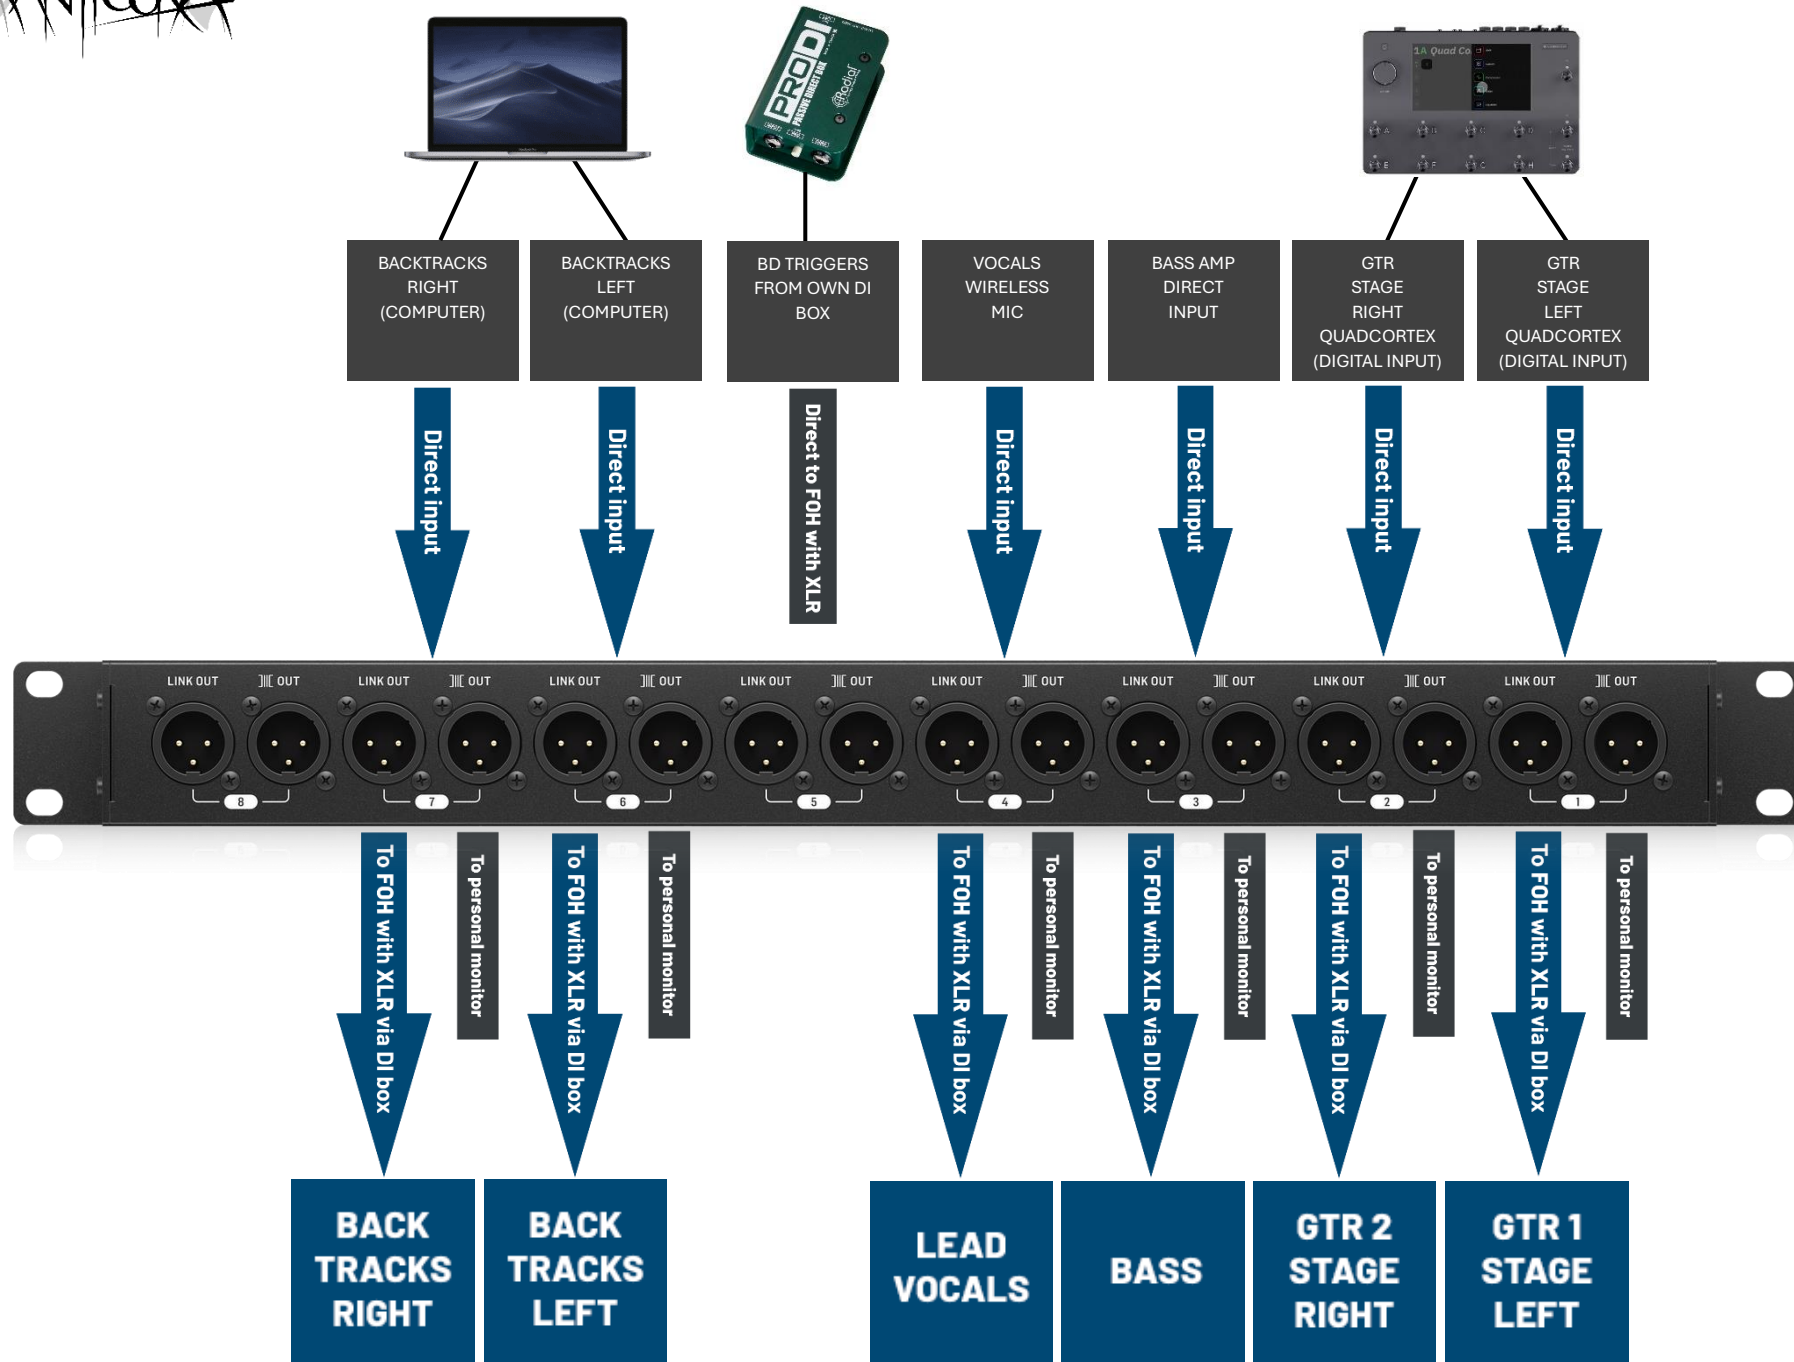 PRODI
PASSIVE DIRECT BOX
Radial
1A Quad Co
A
B
C
D
E
F
G
H
BACKTRACKS
RIGHT
(COMPUTER)
BACKTRACKS
LEFT
(COMPUTER)
BD TRIGGERS
FROM OWN DI
BOX
VOCALS
WIRELESS
MIC
BASS AMP
DIRECT
INPUT
GTR
STAGE
RIGHT
QUADCORTEX
(DIGITAL INPUT)
GTR
STAGE
LEFT
QUADCORTEX
(DIGITAL INPUT)
Direct input
Direct input
Direct to FOH with XLR
Direct input
Direct input
Direct input
Direct input
LINK OUT OUT LINK OUT OUT LINK OUT OUT LINK OUT OUT LINK OUT OUT LINK OUT OUT LINK OUT OUT LINK OUT OUT
8 7 6 5 4 3 2 1
To FOH with XLR via DI box
To personal monitor
To FOH with XLR via DI box
To personal monitor
To FOH with XLR via DI box
To personal monitor
To FOH with XLR via DI box
To personal monitor
To FOH with XLR via DI box
To personal monitor
To FOH with XLR via DI box
To personal monitor
BACK
TRACKS
RIGHT
BACK
TRACKS
LEFT
LEAD
VOCALS
BASS
GTR 2
STAGE
RIGHT
GTR 1
STAGE
LEFT